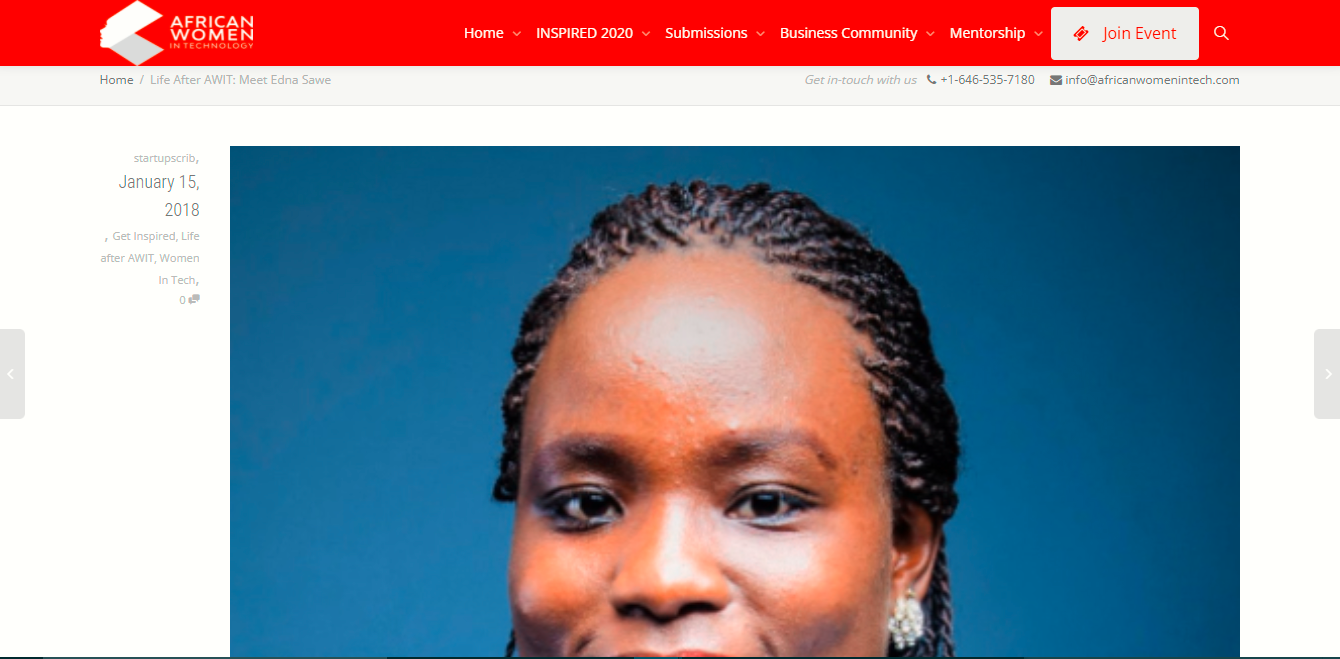 AFRICAN
WOMEN
IN TECHNOLOGY
Home INSPIRED 2020 Submissions Business Community Mentorship Join Event
Home / Life After AWIT: Meet Edna Sawe
Get in-touch with us +1-646-535-7180 info@africanwomenintech.com
startupscrib,
January 15,
2018
, Get Inspired, Life
after AWIT, Women
In Tech,
0